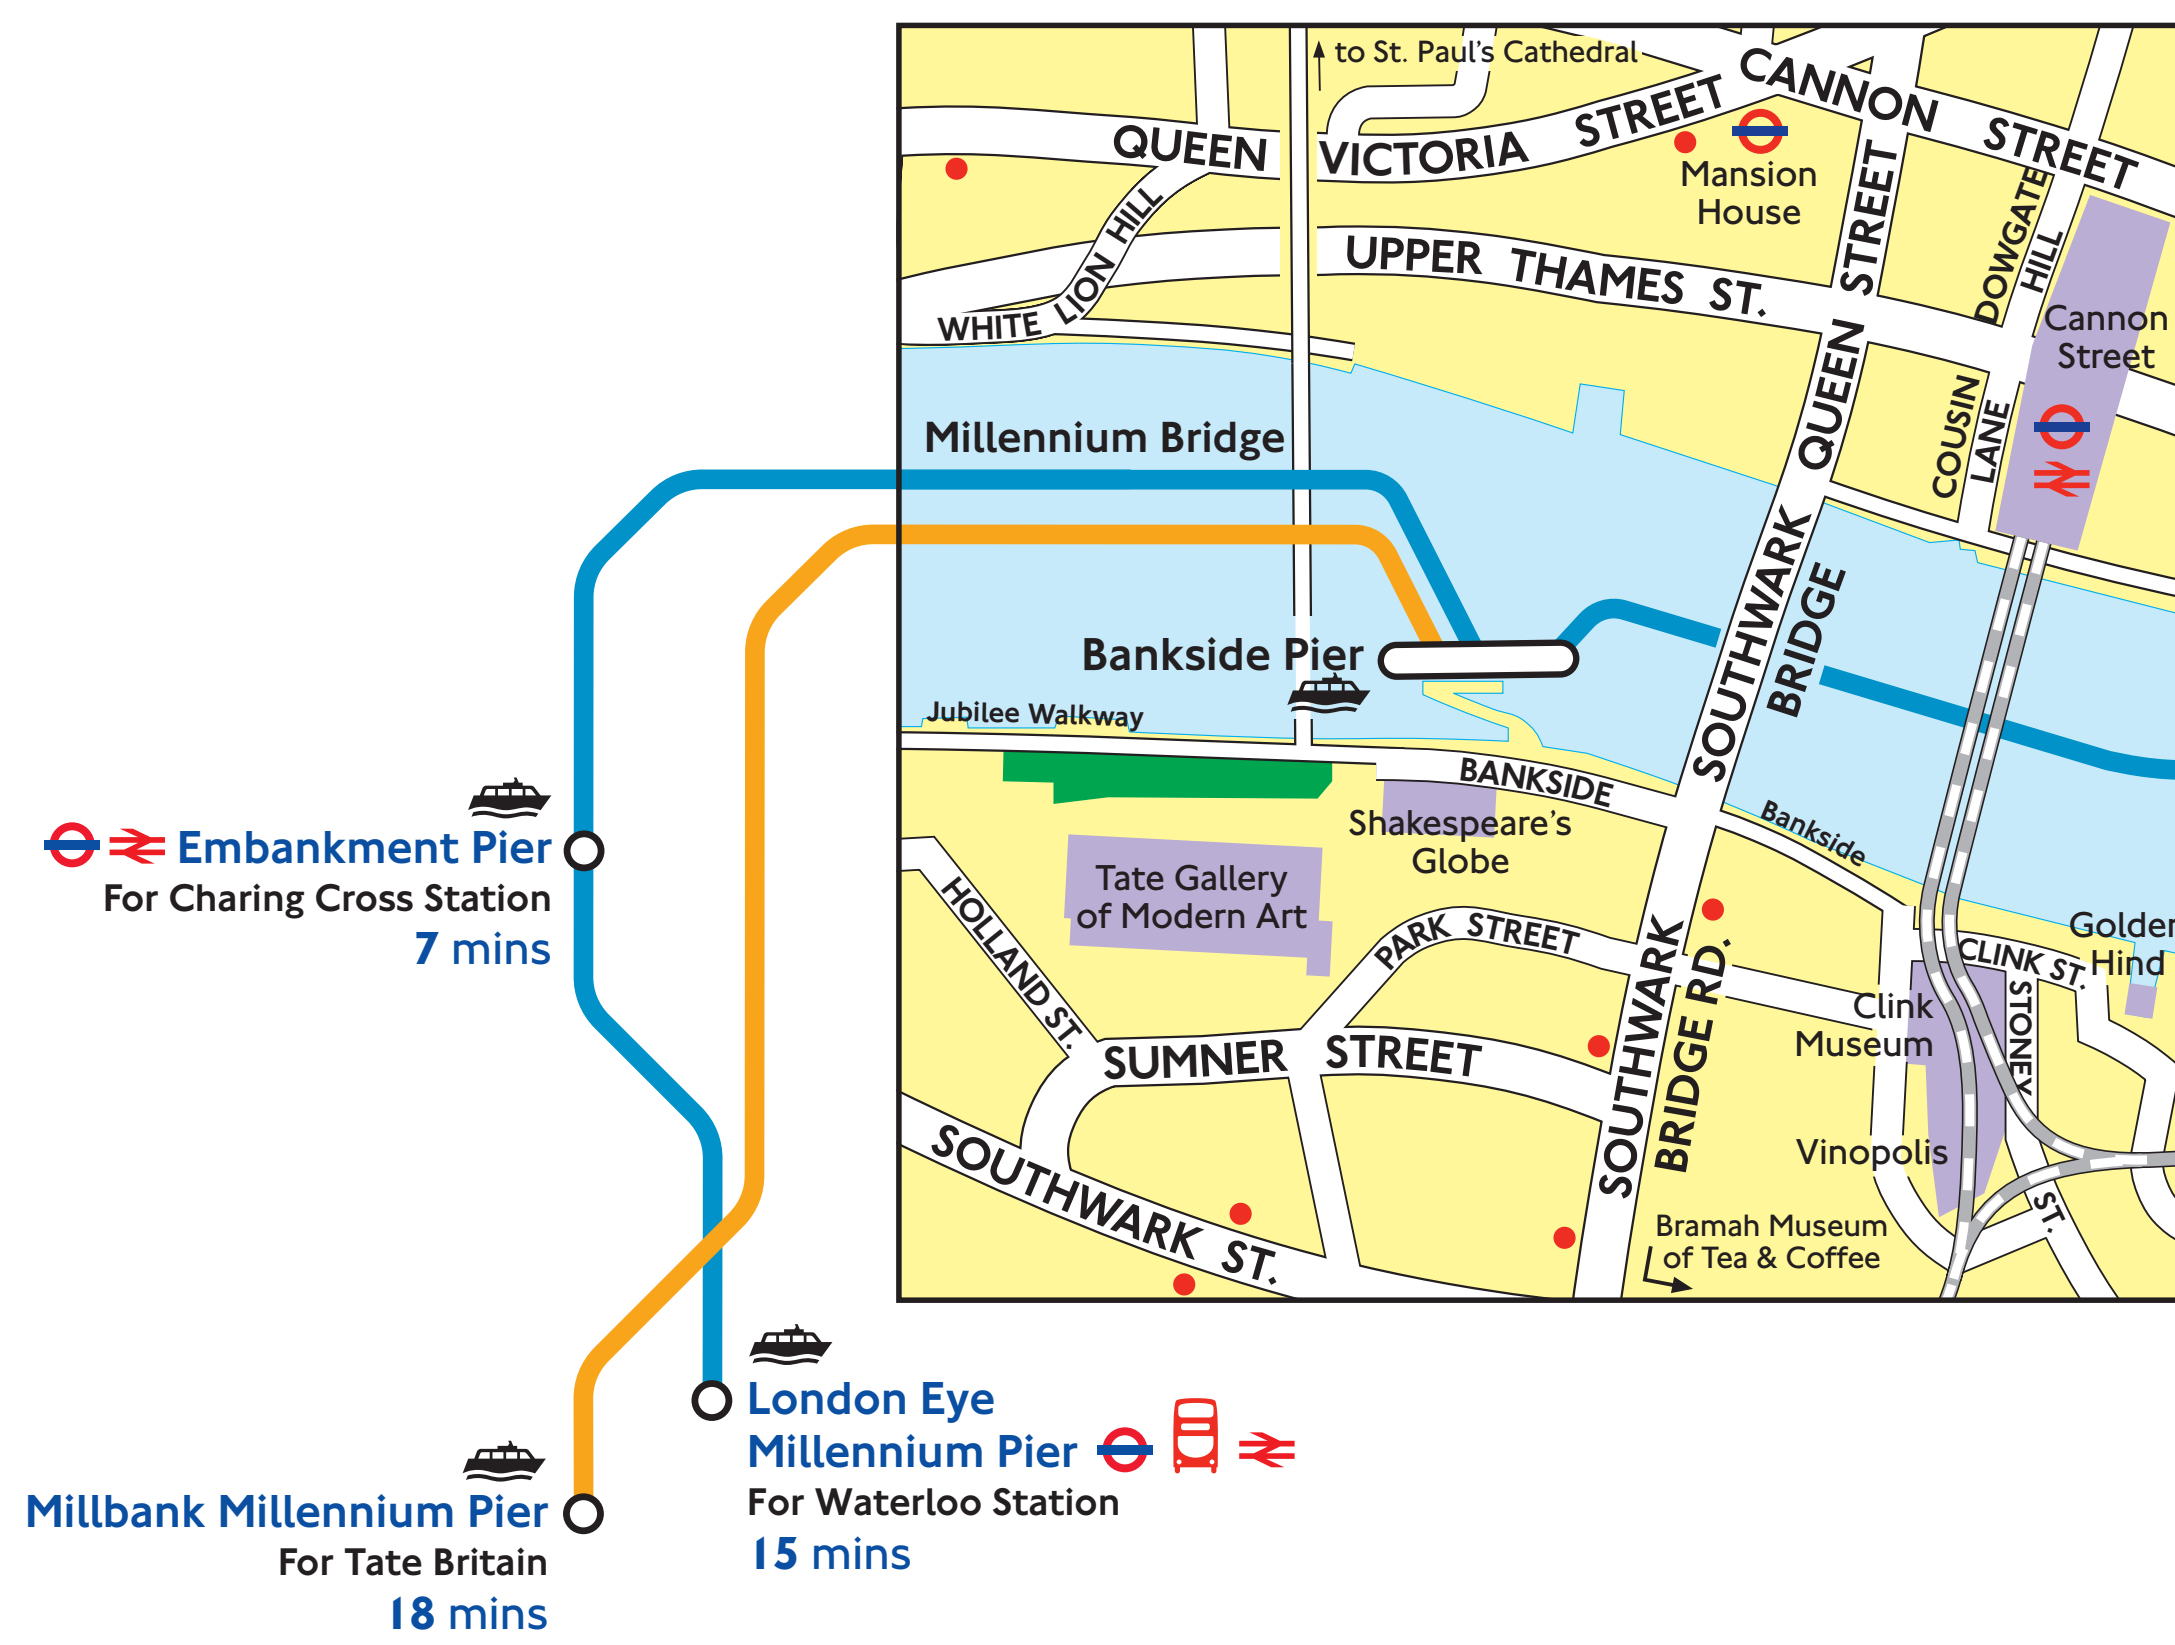 to St. Paul's Cathedral
CANNON STREET
QUEEN VICTORIA STREET
Mansion
House
DOWGATE
HILL
WHITE LION HILL
UPPER THAMES ST.
QUEEN STREET
Cannon
Street
COUSIN
LANE
Millennium Bridge
SOUTHWARK
BRIDGE
Bankside Pier
Jubilee Walkway
BANKSIDE
Bankside
Shakespeare's
Globe
Tate Gallery
of Modern Art
HOLLAND ST.
PARK STREET
SOUTHWARK
BRIDGE RD.
CLINK ST.
Golden
Hind
Clink
Museum
STONEY ST.
SUMNER STREET
Vinopolis
SOUTHWARK ST.
Bramah Museum
of Tea & Coffee
Embankment Pier
For Charing Cross Station
7 mins
London Eye
Millennium Pier
For Waterloo Station
15 mins
Millbank Millennium Pier
For Tate Britain
18 mins